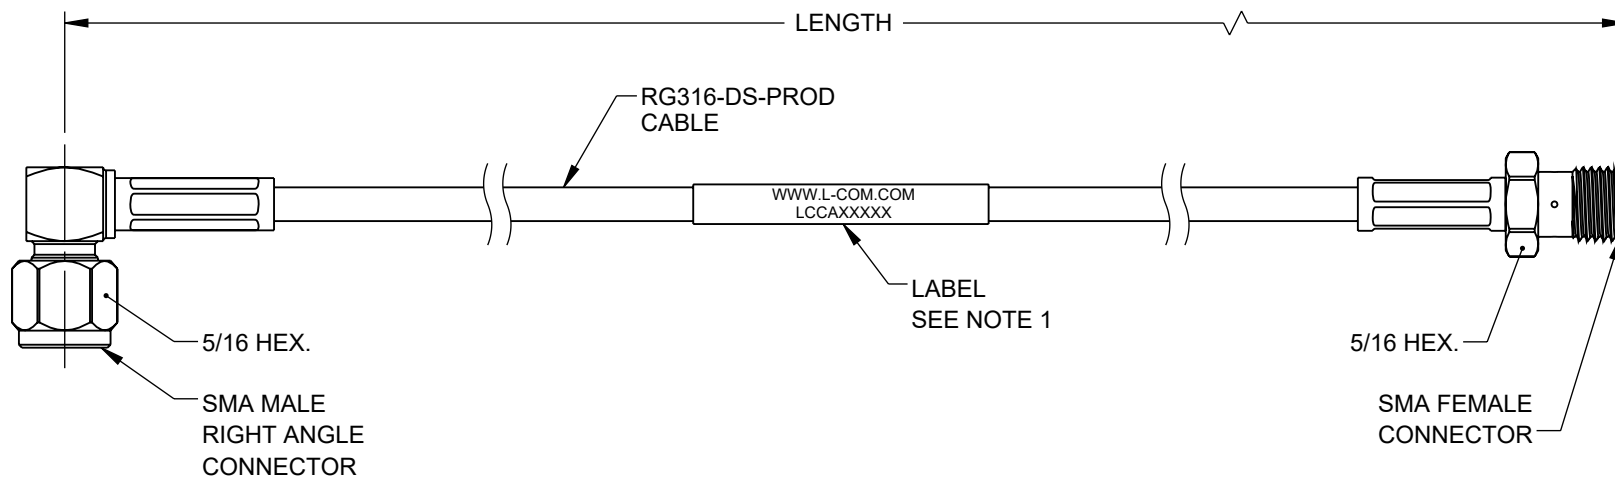 LENGTH
RG316-DS-PROD
CABLE
WWW.L-COM.COM
LCCAXXXXX
LABEL
SEE NOTE 1
5/16 HEX.
5/16 HEX.
SMA MALE
RIGHT ANGLE
CONNECTOR
SMA FEMALE
CONNECTOR